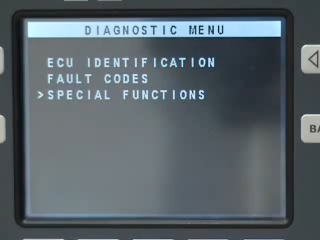 DIAGNOSTIC MENU
ECU IDENTIFICATION
FAULT CODES
>SPECIAL FUNCTIONS